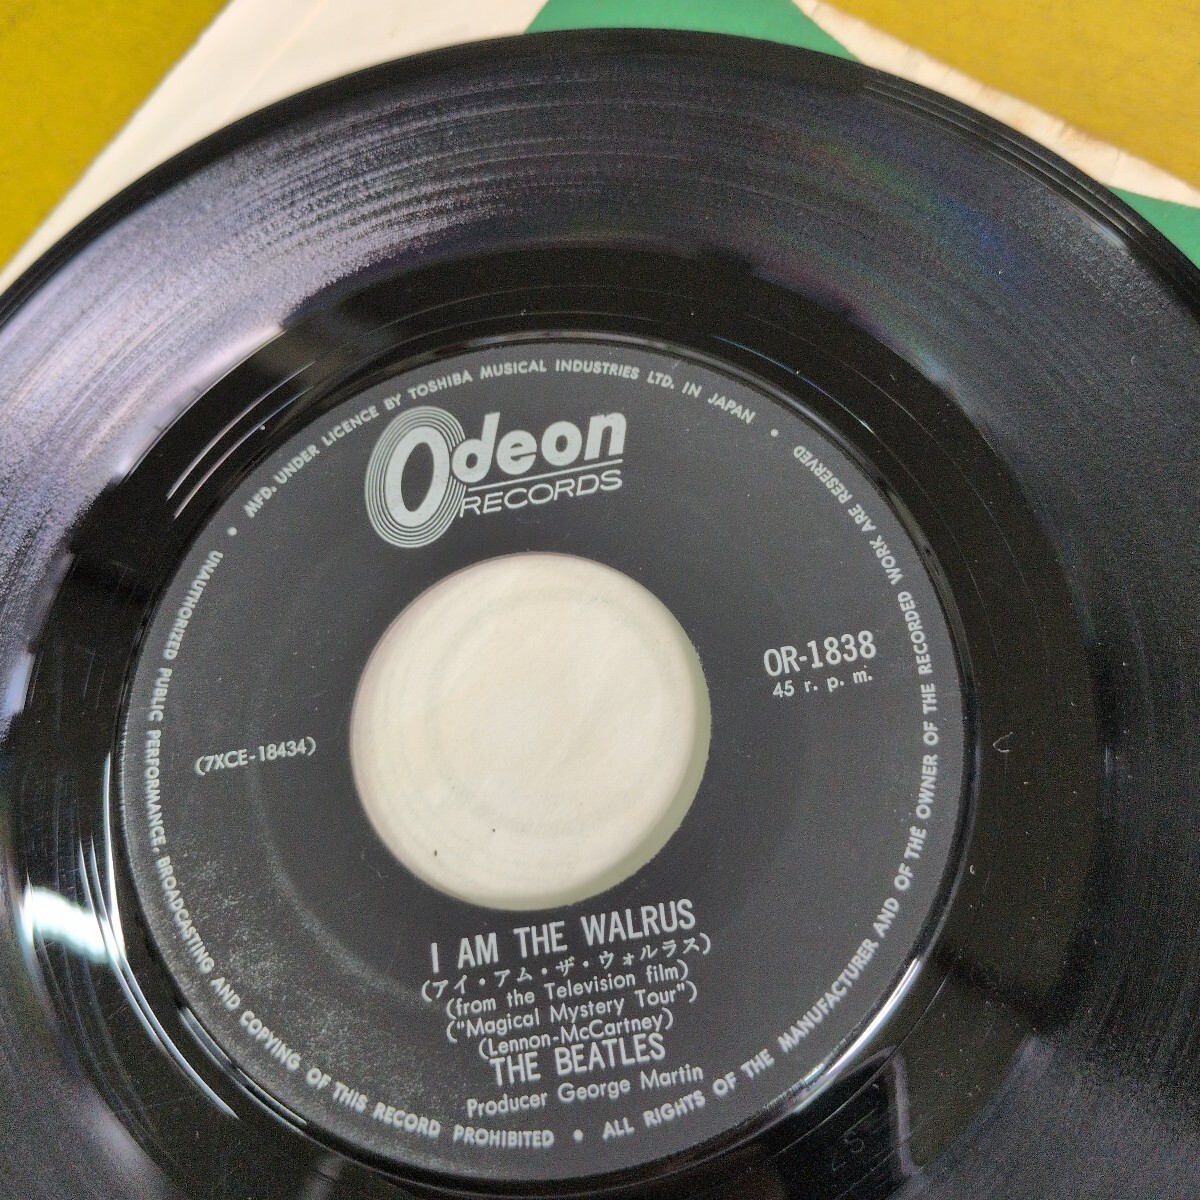 MFD. UNDER LICENCE BY TOSHIBA MUSICAL INDUSTRIES LTD. IN JAPAN •
Odeon
RECORDS
OR-1838
45 r. p. m.
(7XCE-18434)
I AM THE WALRUS
(アイ・アム・ザ・ウォルラス)
(from the Television film)
("Magical Mystery Tour")
(Lennon-McCartney)
THE BEATLES
Producer George Martin
ALL RIGHTS OF THE MANUFACTURER AND OF THE OWNER OF THE RECORDED WORK ARE RESERVED
• UNAUTHORIZED PUBLIC PERFORMANCE, BROADCASTING AND COPYING OF THIS RECORD PROHIBITED •